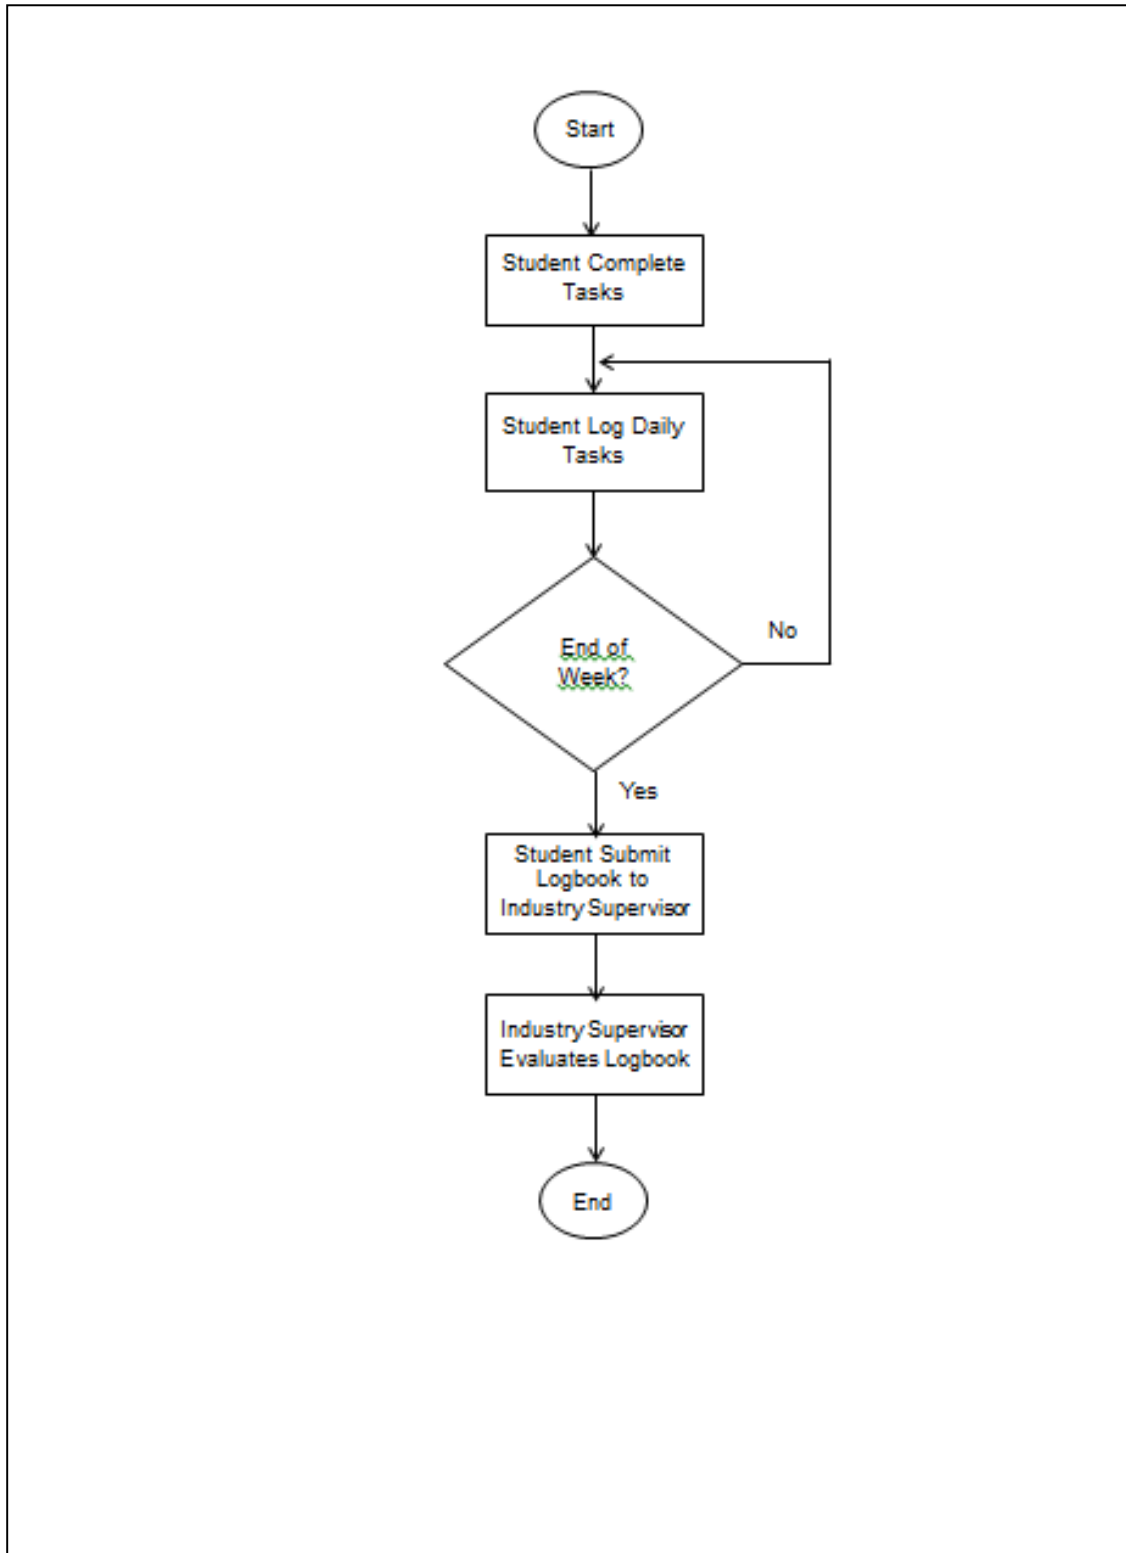 Start
Student Complete
Tasks
Student Log Daily
Tasks
End of
Week?
No
Yes
Student Submit
Logbook to
Industry Supervisor
Industry Supervisor
Evaluates Logbook
End